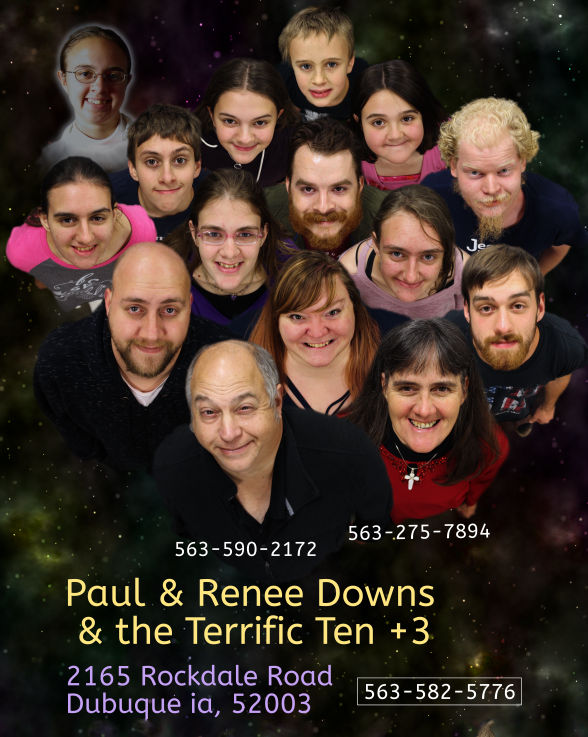 Je
563-590-2172
563-275-7894
Paul & Renee Downs
& the Terrific Ten +3
2165 Rockdale Road
Dubuque ia, 52003
563-582-5776